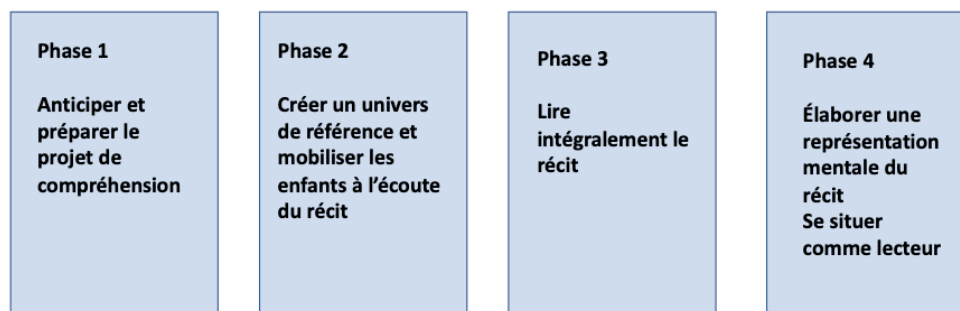 Phase 1
Anticiper et
préparer le
projet de
compréhension
Phase 2
Créer un univers
de référence et
mobiliser les
enfants à l’écoute
du récit
Phase 3
Lire
intégralement le
récit
Phase 4
Élaborer une
représentation
mentale du
récit
Se situer
comme lecteur